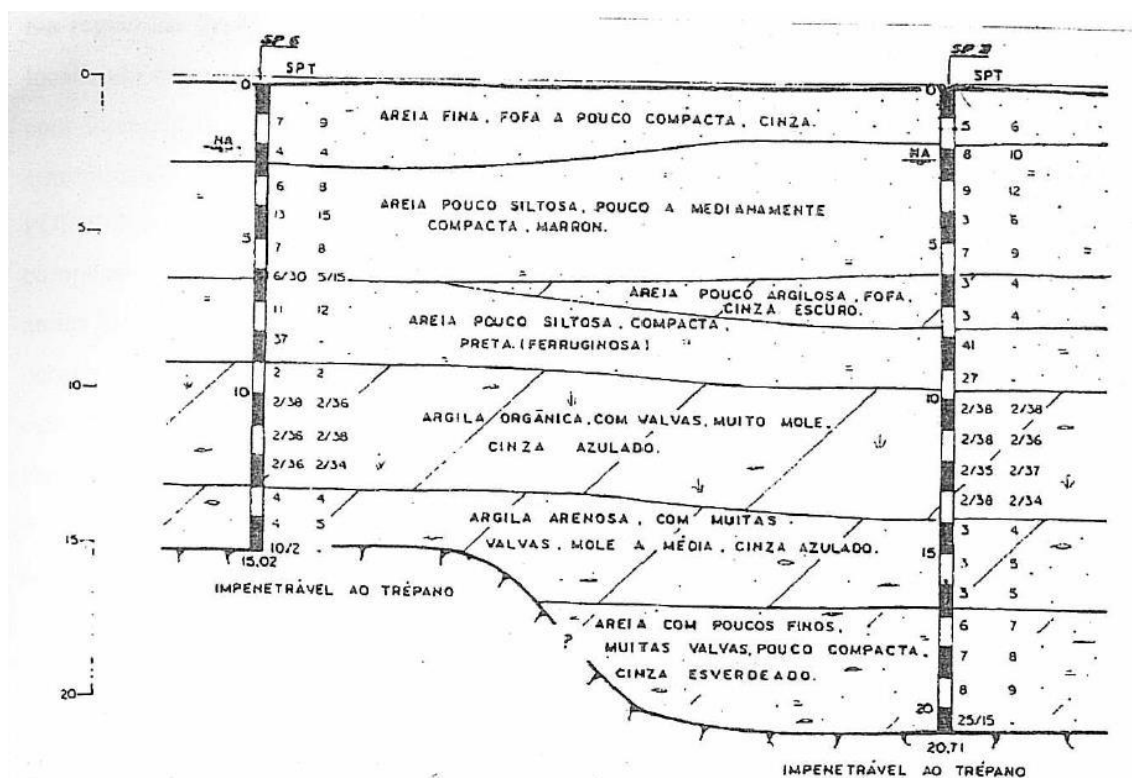 SP 6
SPT
SPT
0
0
0
AREIA FINA, FOFA A POUCO COMPACTA, CINZA.
7 9
5 6
NA
4 4
NA
8 10
6 8
9 12
AREIA POUCO SILTOSA, POUCO A MEDIANAMENTE
COMPACTA, MARRON.
13 15
3 6
5
5
5
7 8
7 9
6/30 5/15
3 4
AREIA POUCO ARGILOSA, FOFA,
CINZA ESCURO.
11 12
3 4
AREIA POUCO SILTOSA, COMPACTA,
PRETA. (FERRUGINOSA)
37 -
41 -
2 2
27 -
10
10
10
2/38 2/36
2/38 2/38
ARGILA ORGÂNICA, COM VALVAS, MUITO MOLE,
CINZA AZULADO.
2/36 2/38
2/38 2/36
2/36 2/34
2/35 2/37
4 4
2/38 2/34
ARGILA ARENOSA, COM MUITAS
VALVAS, MOLE A MÉDIA, CINZA AZULADO.
4 5
3 4
15
10/2 -
15
15.02
3 5
IMPENETRÁVEL AO TRÉPANO
3 5
AREIA COM POUCOS FINOS,
MUITAS VALVAS, POUCO COMPACTA,
CINZA ESVERDEADO.
?
6 7
7 8
8 9
20
20
25/15 -
20,71
IMPENETRÁVEL AO TRÉPANO